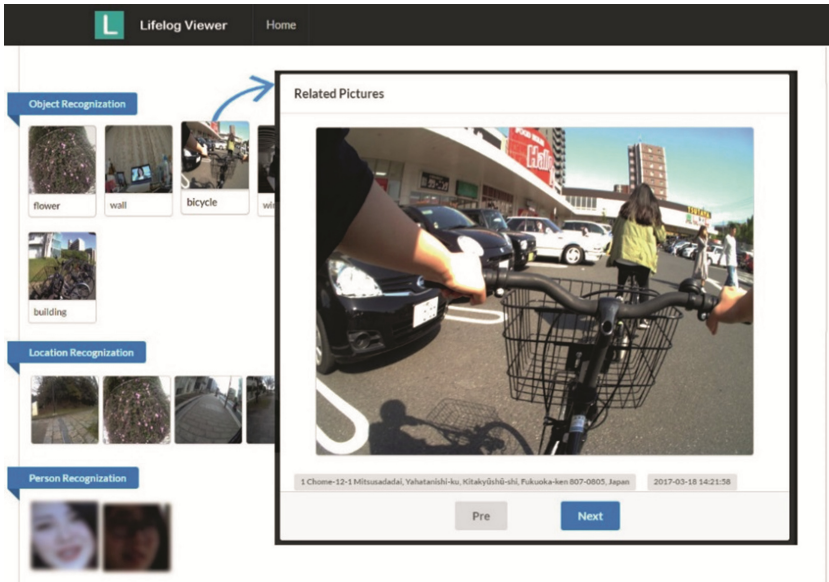 L
Lifelog Viewer
Home
Object Recognization
flower
wall
bicycle
building
Location Recognization
Person Recognization
Related Pictures
1 Chome-12-1 Mitsusadadai, Yahatanishi-ku, Kitakyūshū-shi, Fukuoka-ken 807-0805, Japan
2017-03-18 14:21:58
Pre
Next